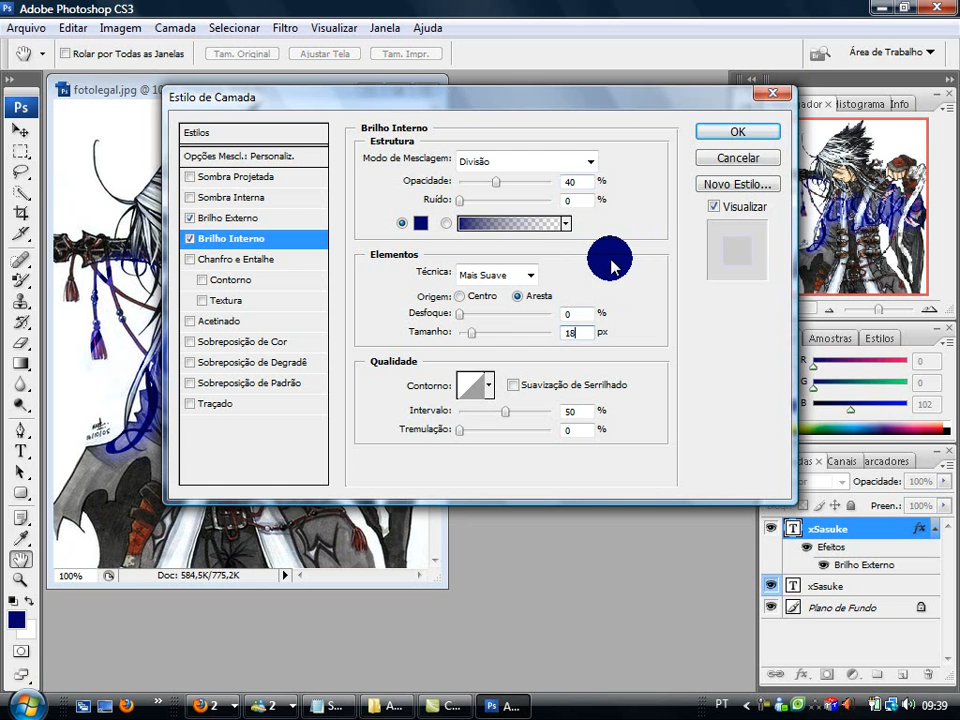 Adobe Photoshop CS3
Arquivo Editar Imagem Camada Selecionar Filtro Visualizar Janela Ajuda
Rolar por Todas as Janelas Tam. Original Ajustar Tela Tam. Impr. Área de Trabalho
fotolegal.jpg @ 10
Estilo de Camada
Histograma Info
Estilos
Opções Mescl.: Personaliz.
Sombra Projetada
Sombra Interna
Brilho Externo
Brilho Interno
Chanfro e Entalhe
Contorno
Textura
Acetinado
Sobreposição de Cor
Sobreposição de Degradê
Sobreposição de Padrão
Traçado
Brilho Interno
Estrutura
Modo de Mesclagem: Divisão
Opacidade: 40 %
Ruído: 0 %
Elementos
Técnica: Mais Suave
Origem: Centro Aresta
Desfoque: 0 %
Tamanho: 18 px
Qualidade
Contorno: Suavização de Serrilhado
Intervalo: 50 %
Tremulação: 0 %
OK
Cancelar
Novo Estilo...
Visualizar
Amostras Estilos
R 0
G 0
B 102
Canais
Opacidade: 100%
Preen.: 100%
xSasuke fx
Efeitos
Brilho Externo
xSasuke
Plano de Fundo
100% Doc: 584,5K/775,2K
2 2 S... A... C... A... PT 09:39